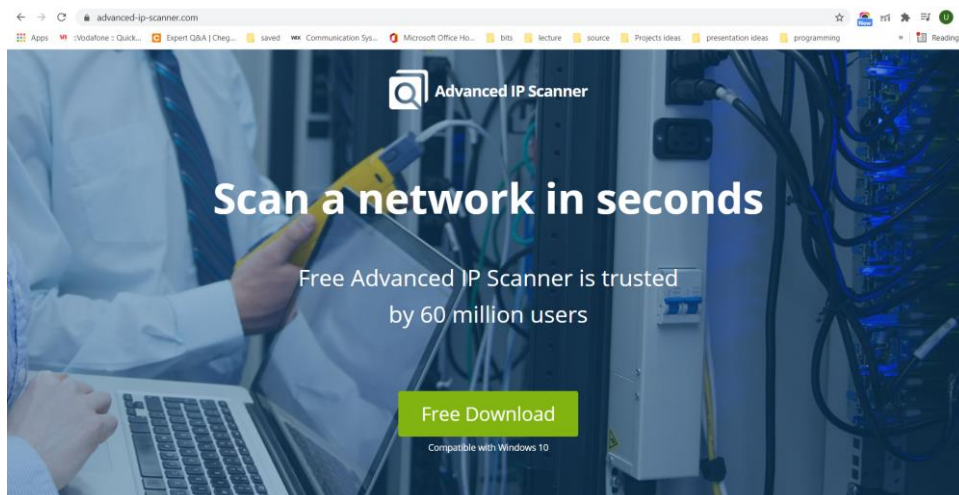 advanced-ip-scanner.com
New
U
Apps :Vodafone :: Quick... Expert Q&A | Cheg... saved WIX Communication Sys... Microsoft Office Ho... bits lecture source Projects ideas presentation ideas programming » Reading
Advanced IP Scanner
Scan a network in seconds
Free Advanced IP Scanner is trusted
by 60 million users
Free Download
Compatible with Windows 10